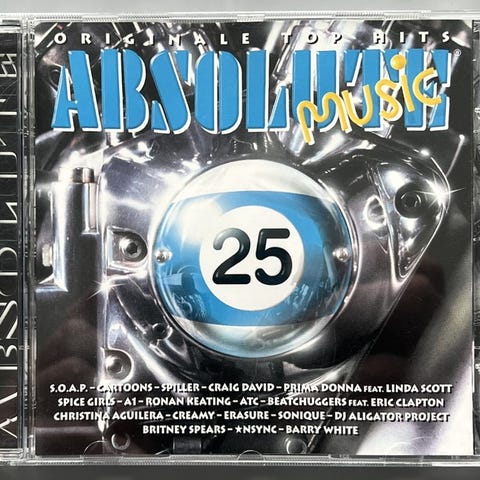 ORIGINALE TOP HITS
ABSOLUTE®
music
25
S.O.A.P. – CARTOONS – SPILLER – CRAIG DAVID – PRIMA DONNA FEAT. LINDA SCOTT
SPICE GIRLS – A1 – RONAN KEATING – ATC – BEATCHUGGERS FEAT. ERIC CLAPTON
CHRISTINA AGUILERA – CREAMY – ERASURE – SONIQUE – DJ ALIGATOR PROJECT
BRITNEY SPEARS – ★NSYNC – BARRY WHITE
ABSOLUTE